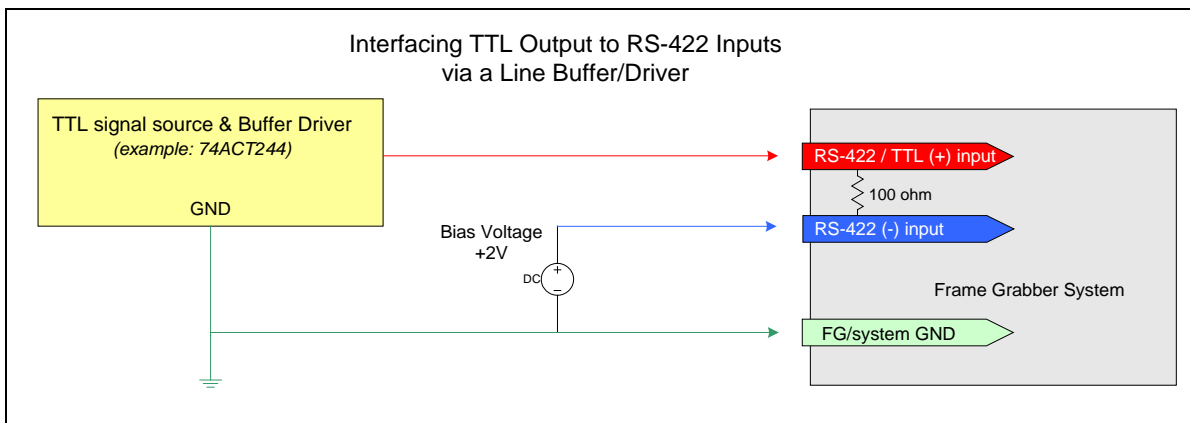 Interfacing TTL Output to RS-422 Inputs
via a Line Buffer/Driver
TTL signal source & Buffer Driver
(example: 74ACT244)
GND
RS-422 / TTL (+) input
100 ohm
RS-422 (-) input
Bias Voltage
+2V
DC
+
−
Frame Grabber System
FG/system GND